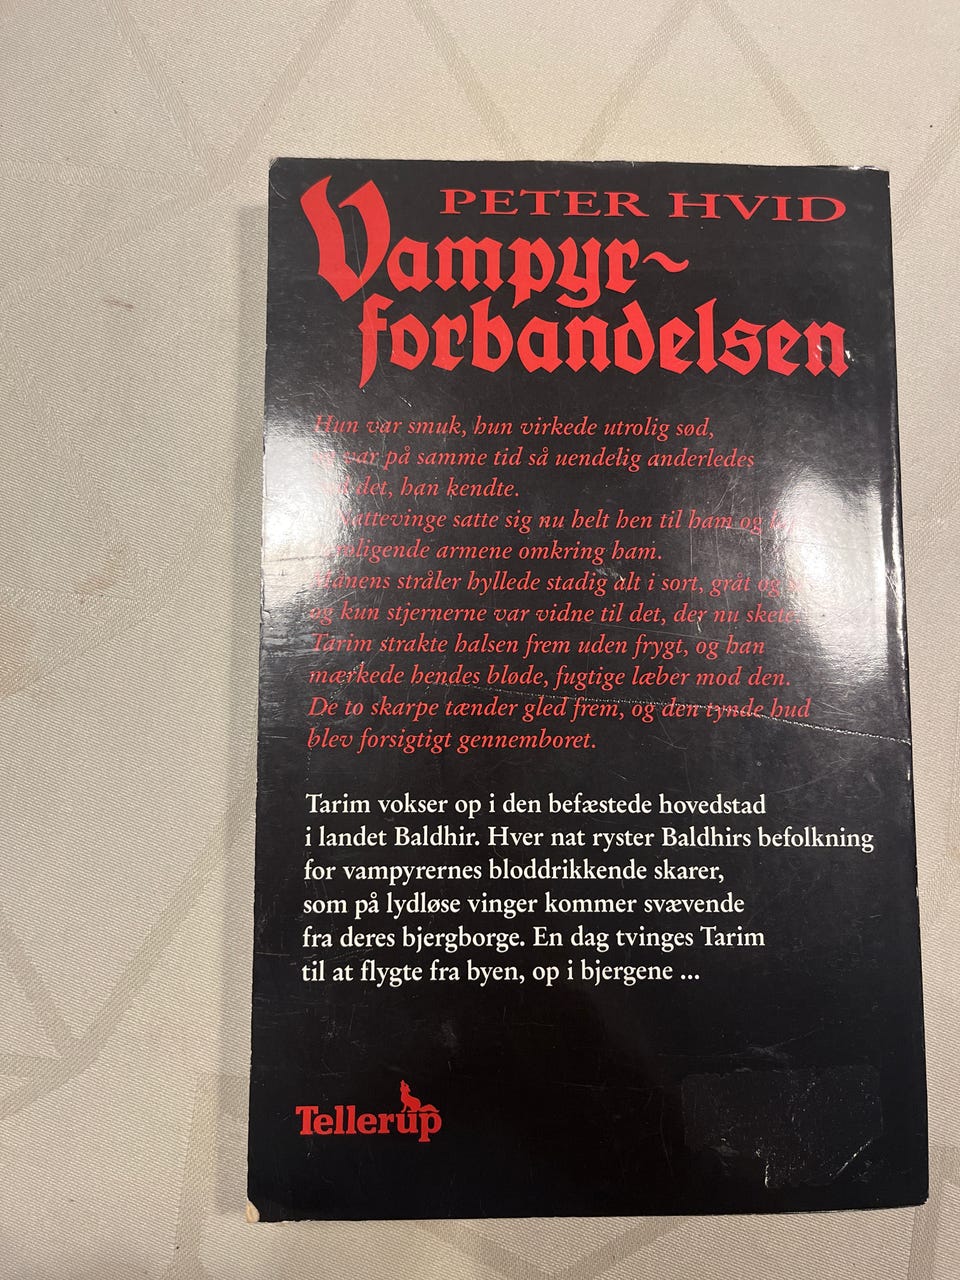 PETER HVID
Vampyr~
forbandelsen
Hun var smuk, hun virkede utrolig sød,
og var på samme tid så uendelig anderledes
det, han kendte.
satte sig nu helt hen til ham og
armene omkring ham.
Månens stråler hyllede stadig alt i sort, gråt og
og kun stjernerne var vidne til det, der nu skete.
Tarim strakte halsen frem uden frygt, og han
mærkede hendes bløde, fugtige læber mod den.
De to skarpe tænder gled frem, og den tynde hud
blev forsigtigt gennemboret.
Tarim vokser op i den befæstede hovedstad
i landet Baldhir. Hver nat ryster Baldhirs befolkning
for vampyrernes bloddrikkende skarer,
som på lydløse vinger kommer svævende
fra deres bjergborge. En dag tvinges Tarim
til at flygte fra byen, op i bjergene ...
Tellerup